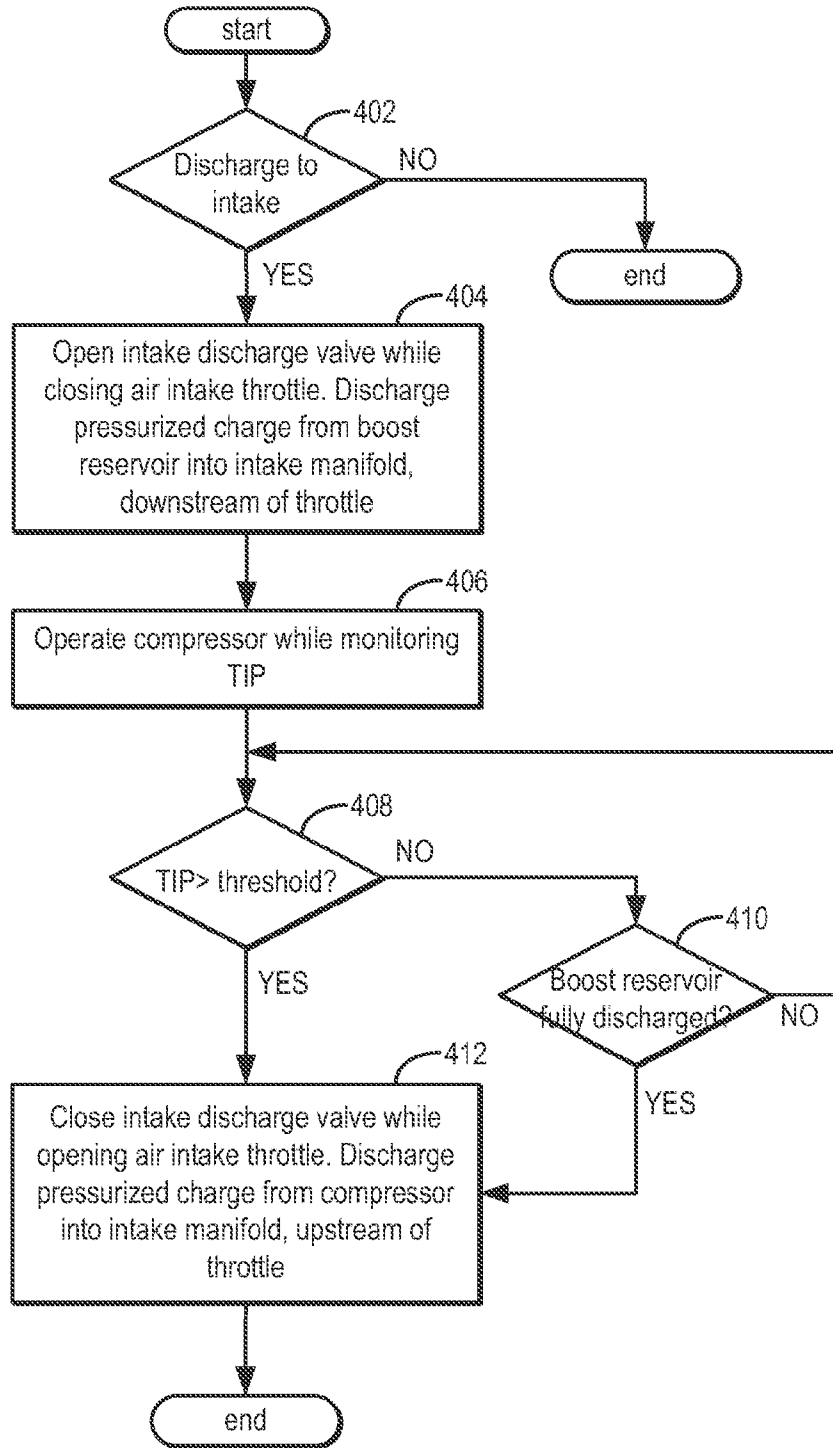 start
402
Discharge to
intake
NO
end
YES
404
Open intake discharge valve while
closing air intake throttle. Discharge
pressurized charge from boost
reservoir into intake manifold,
downstream of throttle
406
Operate compressor while monitoring
TIP
408
TIP> threshold?
NO
410
Boost reservoir
fully discharged?
NO
YES
YES
412
Close intake discharge valve while
opening air intake throttle. Discharge
pressurized charge from compressor
into intake manifold, upstream of
throttle
end